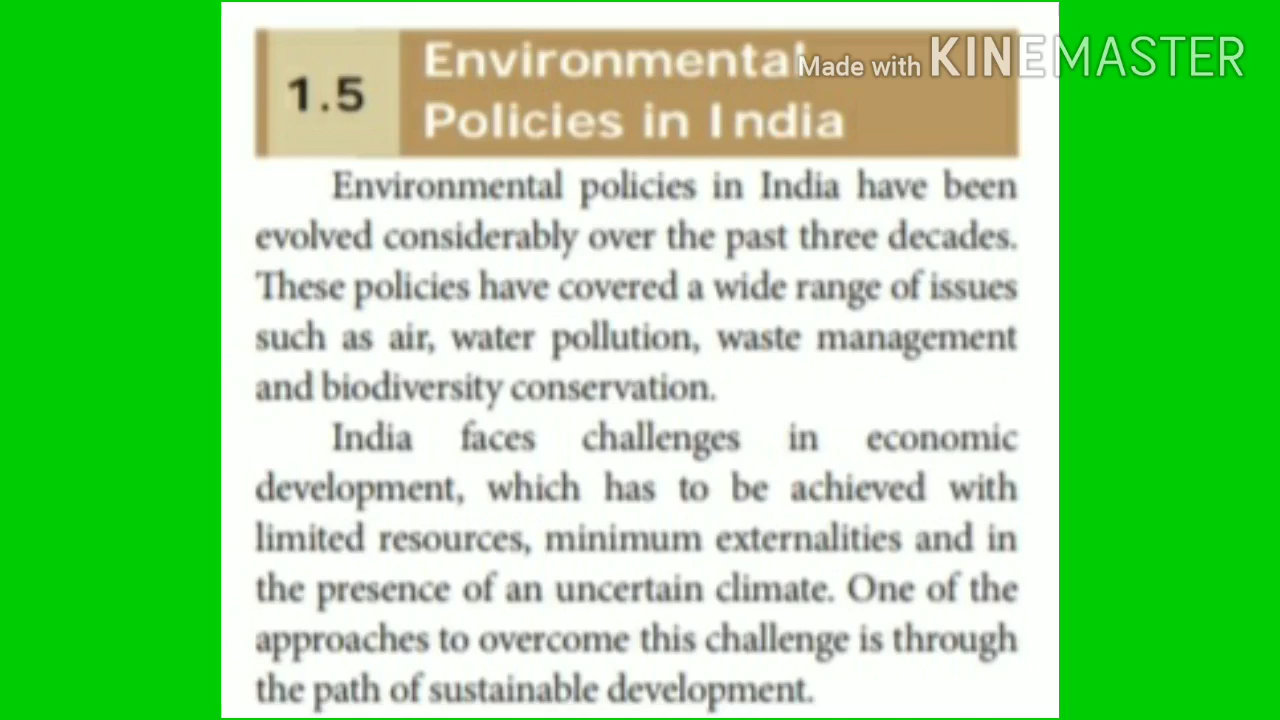 1.5
Environmental
Policies in India
Made with KINEMASTER
Environmental policies in India have been
evolved considerably over the past three decades.
These policies have covered a wide range of issues
such as air, water pollution, waste management
and biodiversity conservation.
India faces challenges in economic
development, which has to be achieved with
limited resources, minimum externalities and in
the presence of an uncertain climate. One of the
approaches to overcome this challenge is through
the path of sustainable development.